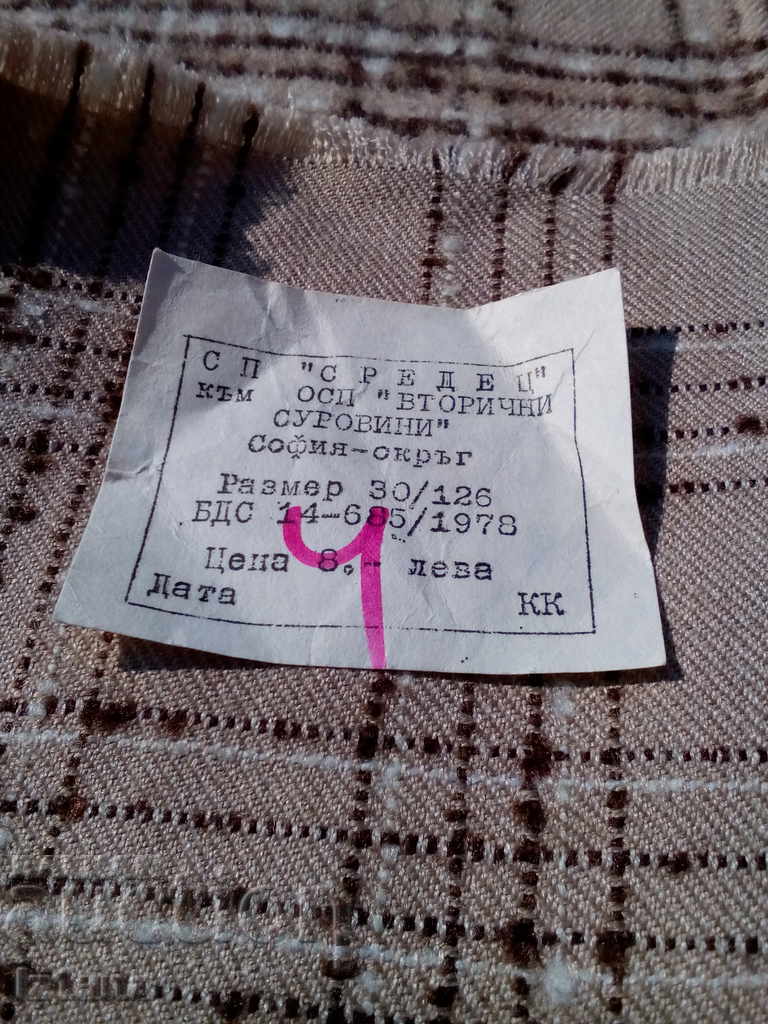 СП "СРЕДЕЦ"
към ОСП "ВТОРИЧНИ
СУРОВИНИ"
София-окръг
Размер 30/126
БДС 14-685/1978
Цена 8,- лева
Дата КК
Ч